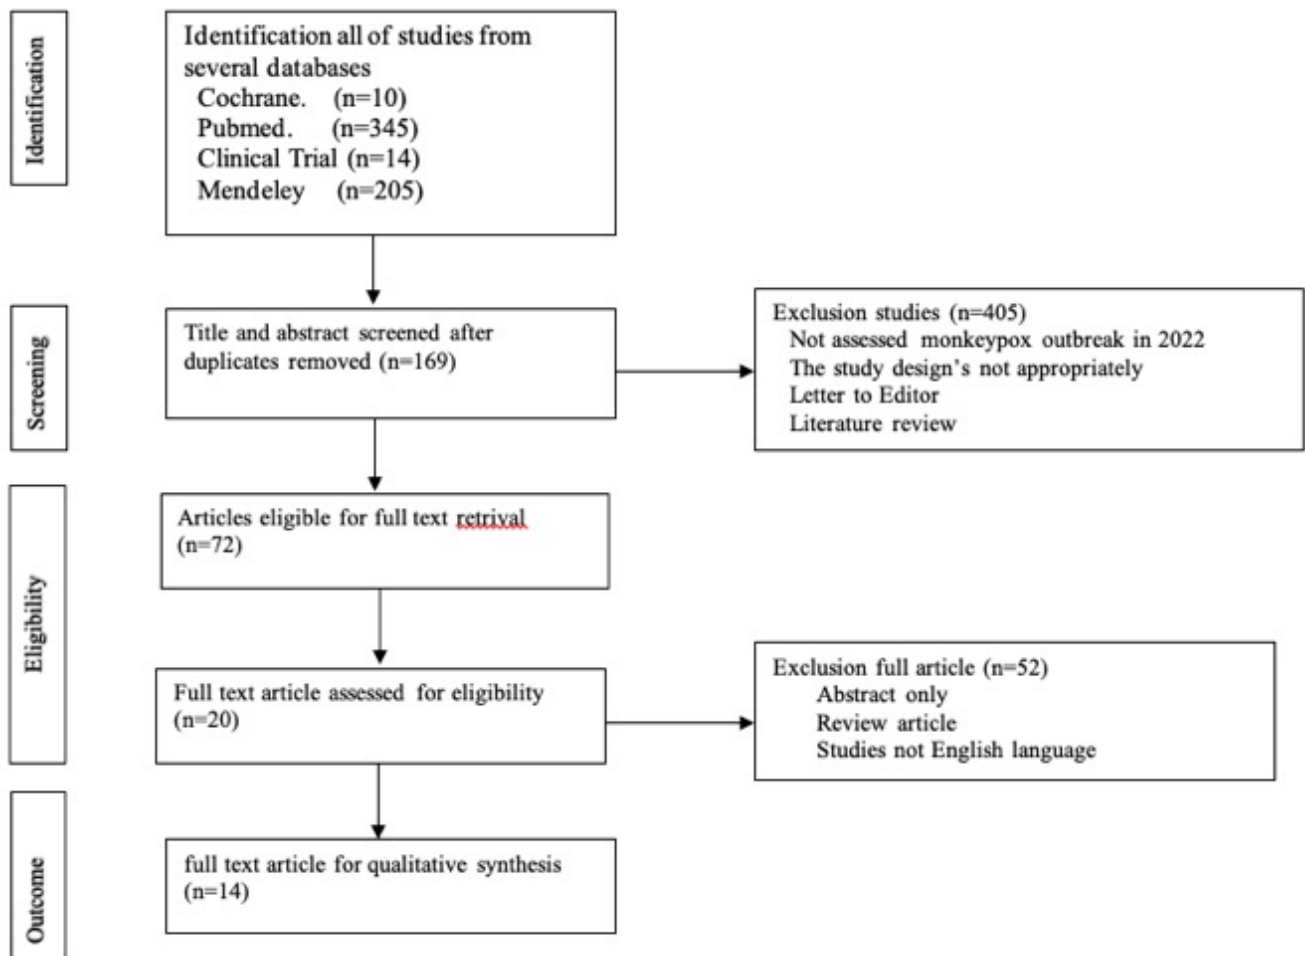 Identification
Identification all of studies from
several databases
Cochrane. (n=10)
Pubmed. (n=345)
Clinical Trial (n=14)
Mendeley (n=205)
Screening
Title and abstract screened after
duplicates removed (n=169)
Exclusion studies (n=405)
Not assessed monkeypox outbreak in 2022
The study design's not appropriately
Letter to Editor
Literature review
Eligibility
Articles eligible for full text retrival
(n=72)
Full text article assessed for eligibility
(n=20)
Exclusion full article (n=52)
Abstract only
Review article
Studies not English language
Outcome
full text article for qualitative synthesis
(n=14)